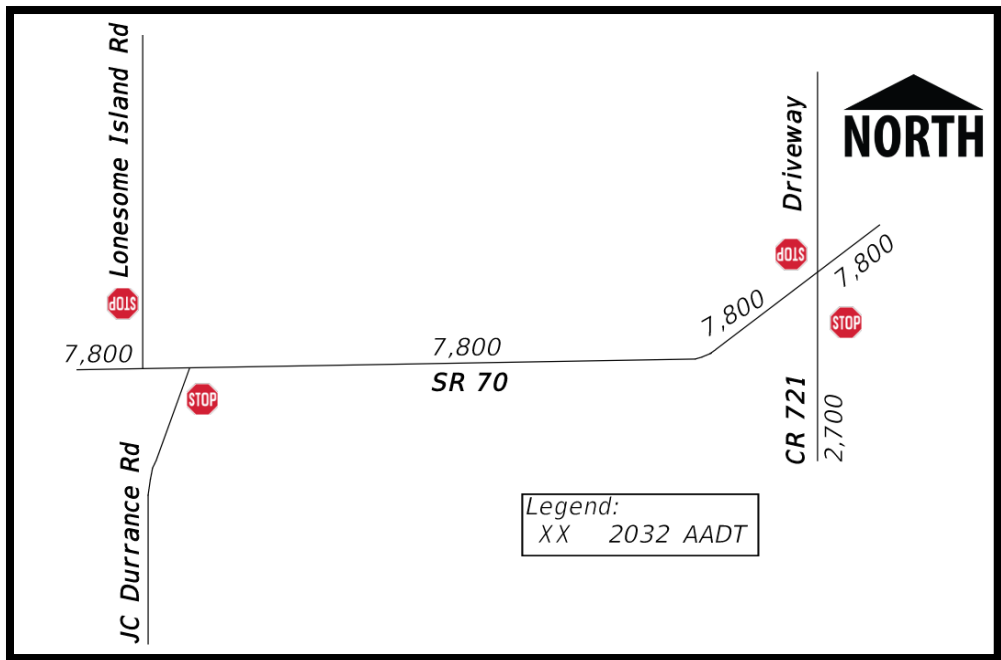 Lonesome Island Rd
Driveway
NORTH
STOP
STOP
7,800
7,800
7,800
7,800
SR 70
STOP
STOP
CR 721
2,700
JC Durrance Rd
Legend:
XX 2032 AADT